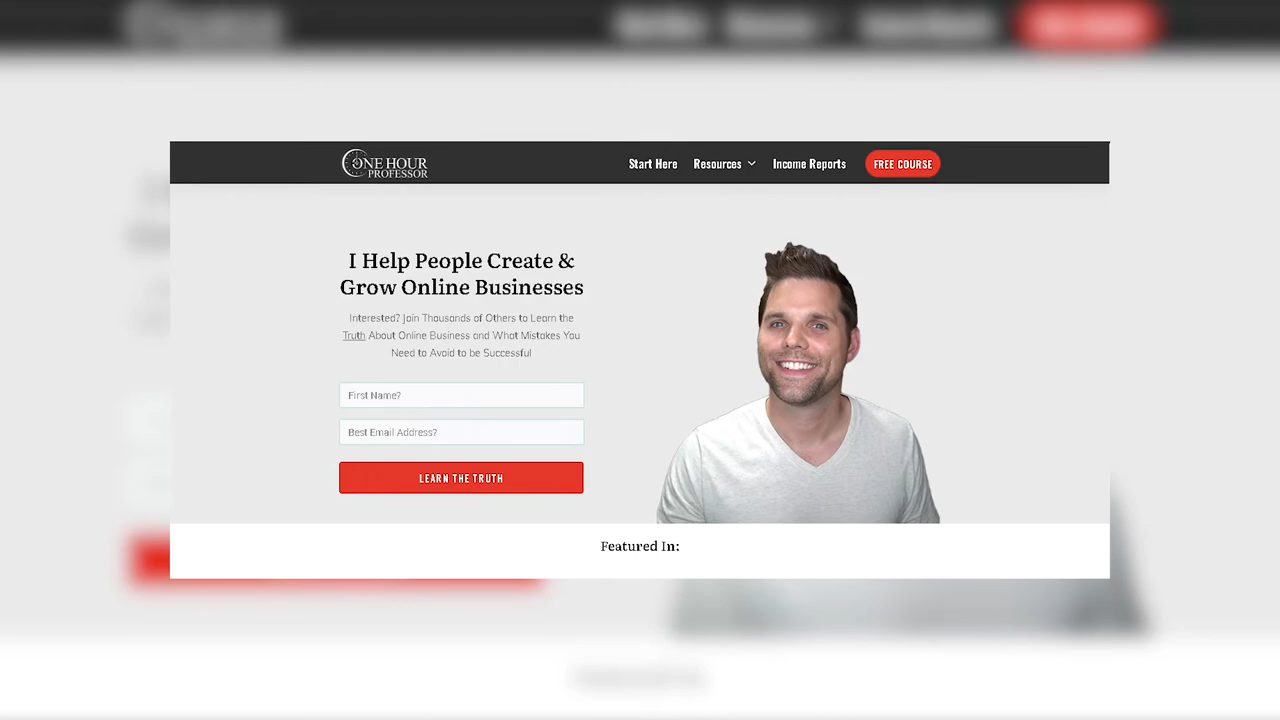 ONE HOUR
PROFESSOR
Start Here
Resources
Income Reports
FREE COURSE
I Help People Create &
Grow Online Businesses
Interested? Join Thousands of Others to Learn the
Truth About Online Business and What Mistakes You
Need to Avoid to be Successful
First Name?
Best Email Address?
LEARN THE TRUTH
Featured In: